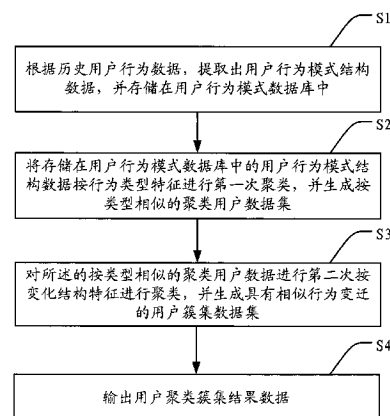 S1
根据历史用户行为数据，提取出用户行为模式结构
数据，并存储在用户行为模式数据库中
S2
将存储在用户行为模式数据库中的用户行为模式结
构数据按行为类型特征进行第一次聚类，并生成按
类型相似的聚类用户数据集
S3
对所述的按类型相似的聚类用户数据进行第二次按
变化结构特征进行聚类，并生成具有相似行为变迁
的用户簇集数据集
S4
输出用户聚类簇集结果数据